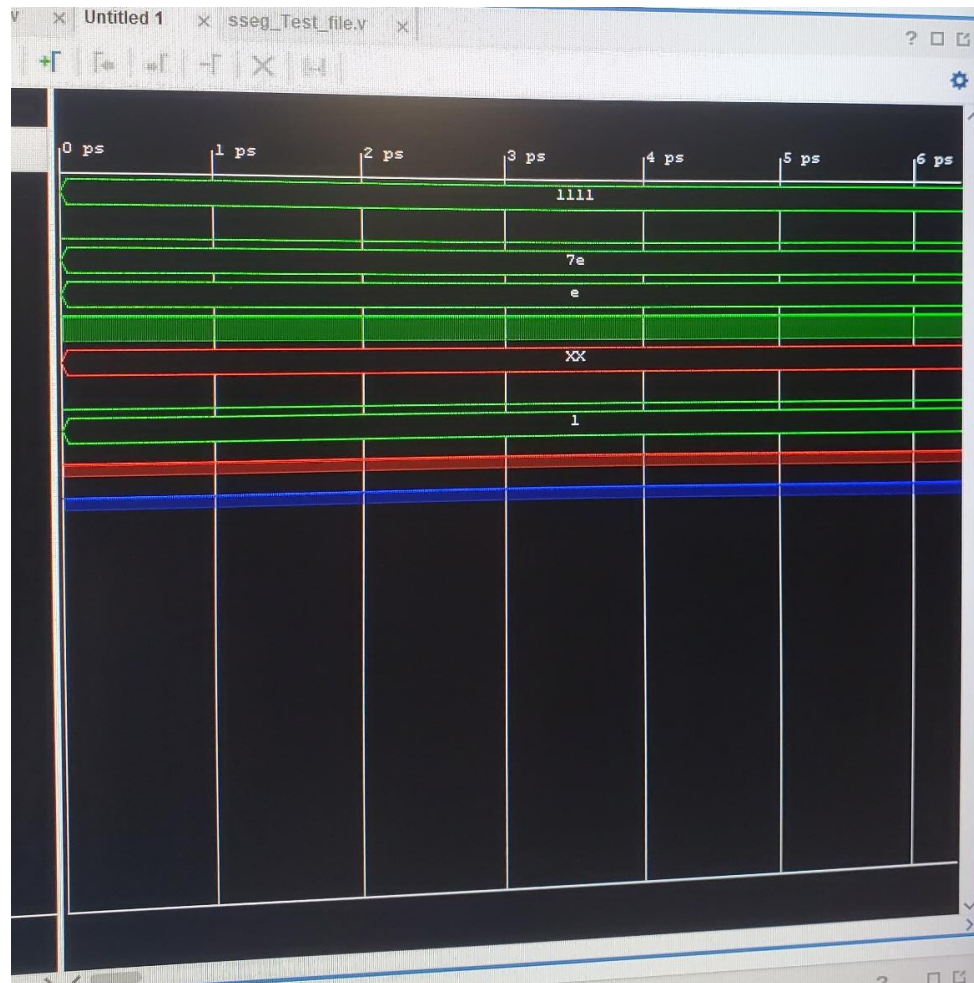 v Untitled 1 sseg_Test_file.v
?
0 ps 1 ps 2 ps 3 ps 4 ps 5 ps 6 ps
1111
7e
e
XX
1
?